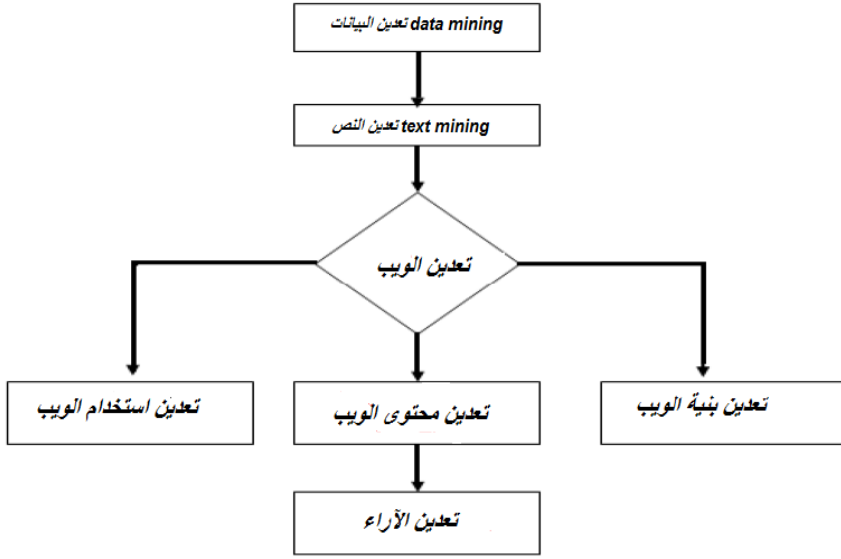 تعدين البيانات data mining
تعدين النص text mining
تعدين الويب
تعدين بنية الويب
تعدين محتوى الويب
تعدين استخدام الويب
تعدين الآراء